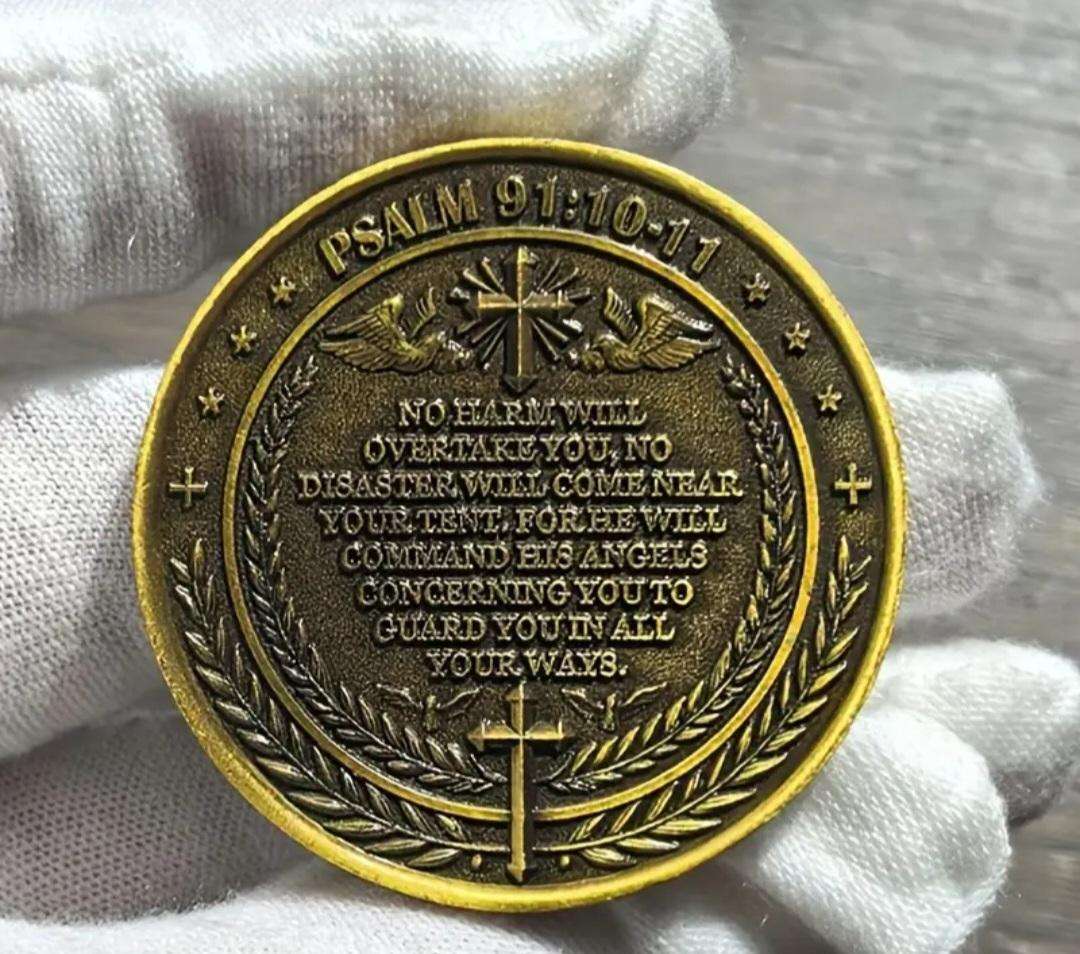 PSALM 91:10-11
NO HARM WILL
OVERTAKE YOU, NO
DISASTER WILL COME NEAR
YOUR TENT. FOR HE WILL
COMMAND HIS ANGELS
CONCERNING YOU TO
GUARD YOU IN ALL
YOUR WAYS.